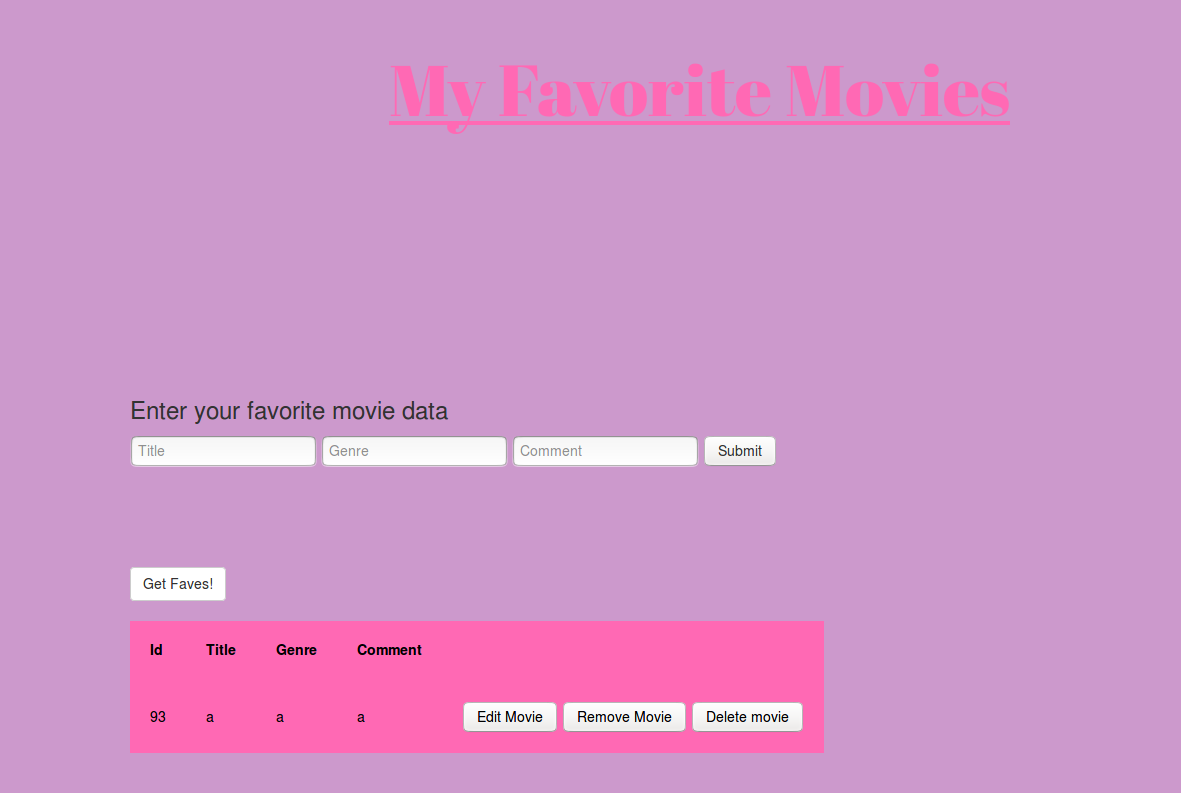 My Favorite Movies
Enter your favorite movie data
Title Genre Comment Submit
Get Faves!
Id Title Genre Comment
93 a a a Edit Movie Remove Movie Delete movie